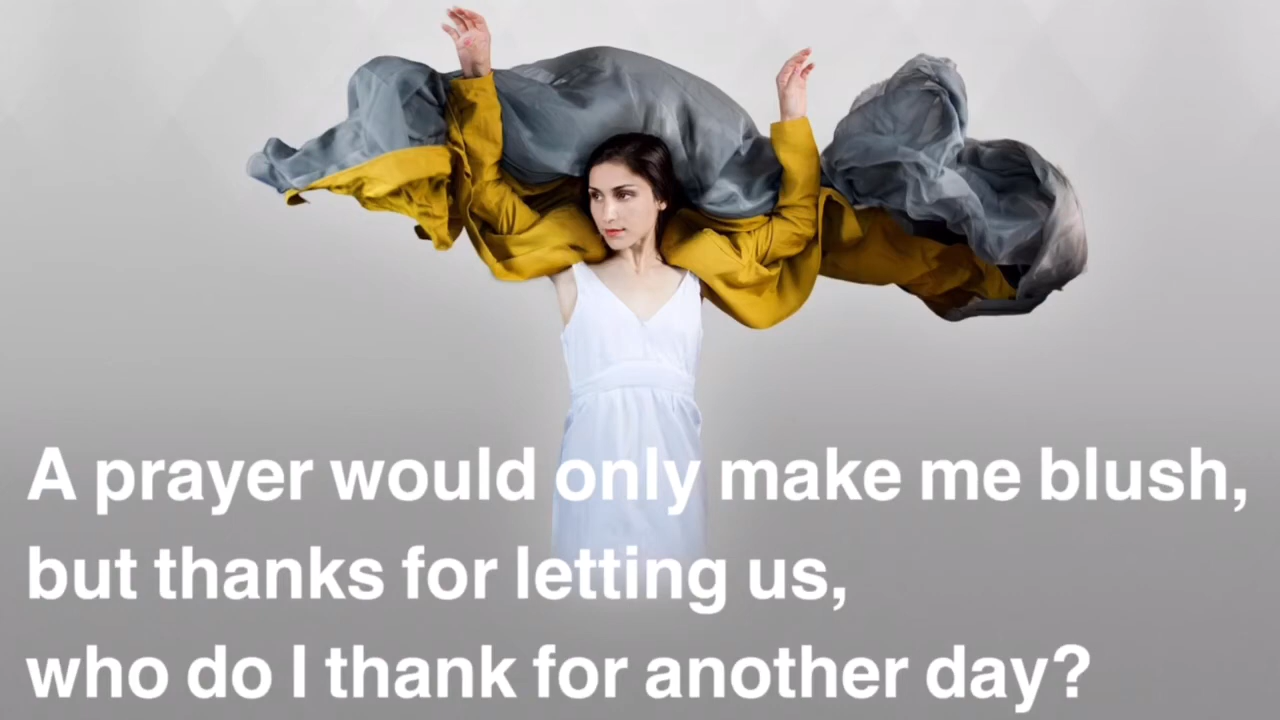 A prayer would only make me blush,
but thanks for letting us,
who do I thank for another day?